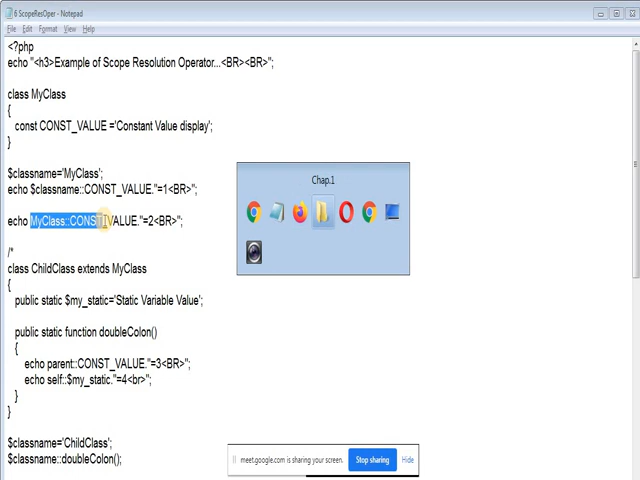 6 ScopeResOper - Notepad
File Edit Format View Help
<?php
echo "<h3>Example of Scope Resolution Operator...<BR><BR>";
class MyClass
{
const CONST_VALUE ='Constant Value display';
}
$classname='MyClass';
echo $classname::CONST_VALUE."=1<BR>";
echo MyClass::CONST_VALUE."=2<BR>";
/*
class ChildClass extends MyClass
{
public static $my_static='Static Variable Value';
public static function doubleColon()
{
echo parent::CONST_VALUE."=3<BR>";
echo self::$my_static."=4<br>";
}
}
$classname='ChildClass';
$classname::doubleColon();
Chap.1
meet.google.com is sharing your screen.
Stop sharing
Hide